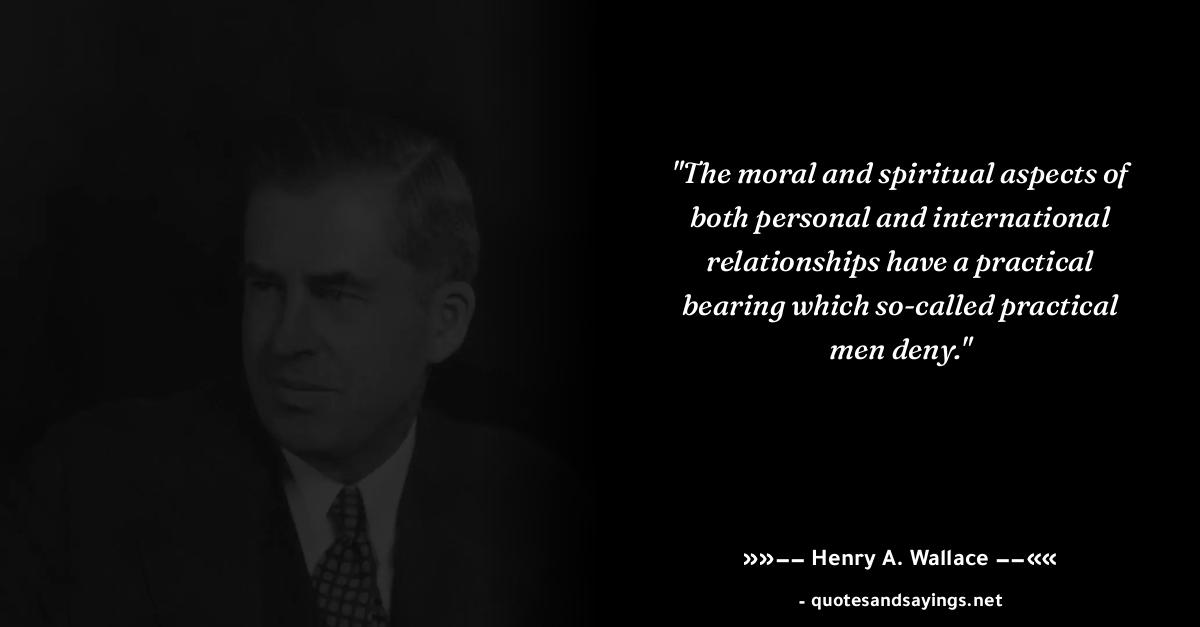 "The moral and spiritual aspects of
both personal and international
relationships have a practical
bearing which so-called practical
men deny."
»»−− Henry A. Wallace −−««
- quotesandsayings.net